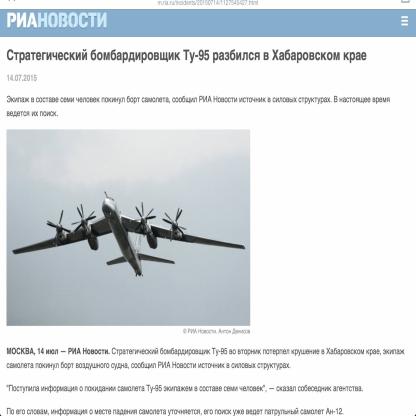 m.ria.ru/incidents/20150714/1127540427.html
РИАНОВОСТИ
Стратегический бомбардировщик Ту-95 разбился в Хабаровском крае
14.07.2015
Экипаж в составе семи человек покинул борт самолета, сообщил РИА Новости источник в силовых структурах. В настоящее время
ведется их поиск.
© РИА Новости. Антон Денисов
МОСКВА, 14 июл — РИА Новости. Стратегический бомбардировщик Ту-95 во вторник потерпел крушение в Хабаровском крае, экипаж
самолета покинул борт воздушного судна, сообщил РИА Новости источник в силовых структурах.
"Поступила информация о покидании самолета Ту-95 экипажем в составе семи человек", — сказал собеседник агентства.
По его словам, информация о месте падения самолета уточняется, его поиск уже ведет патрульный самолет Ан-12.